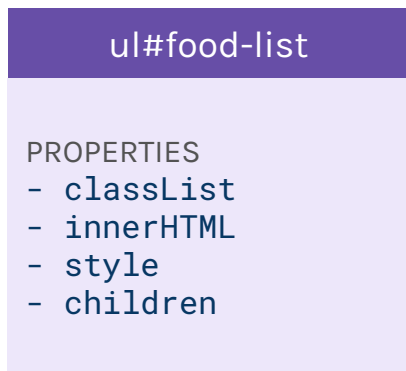 ul#food-list
PROPERTIES
- classList
- innerHTML
- style
- children